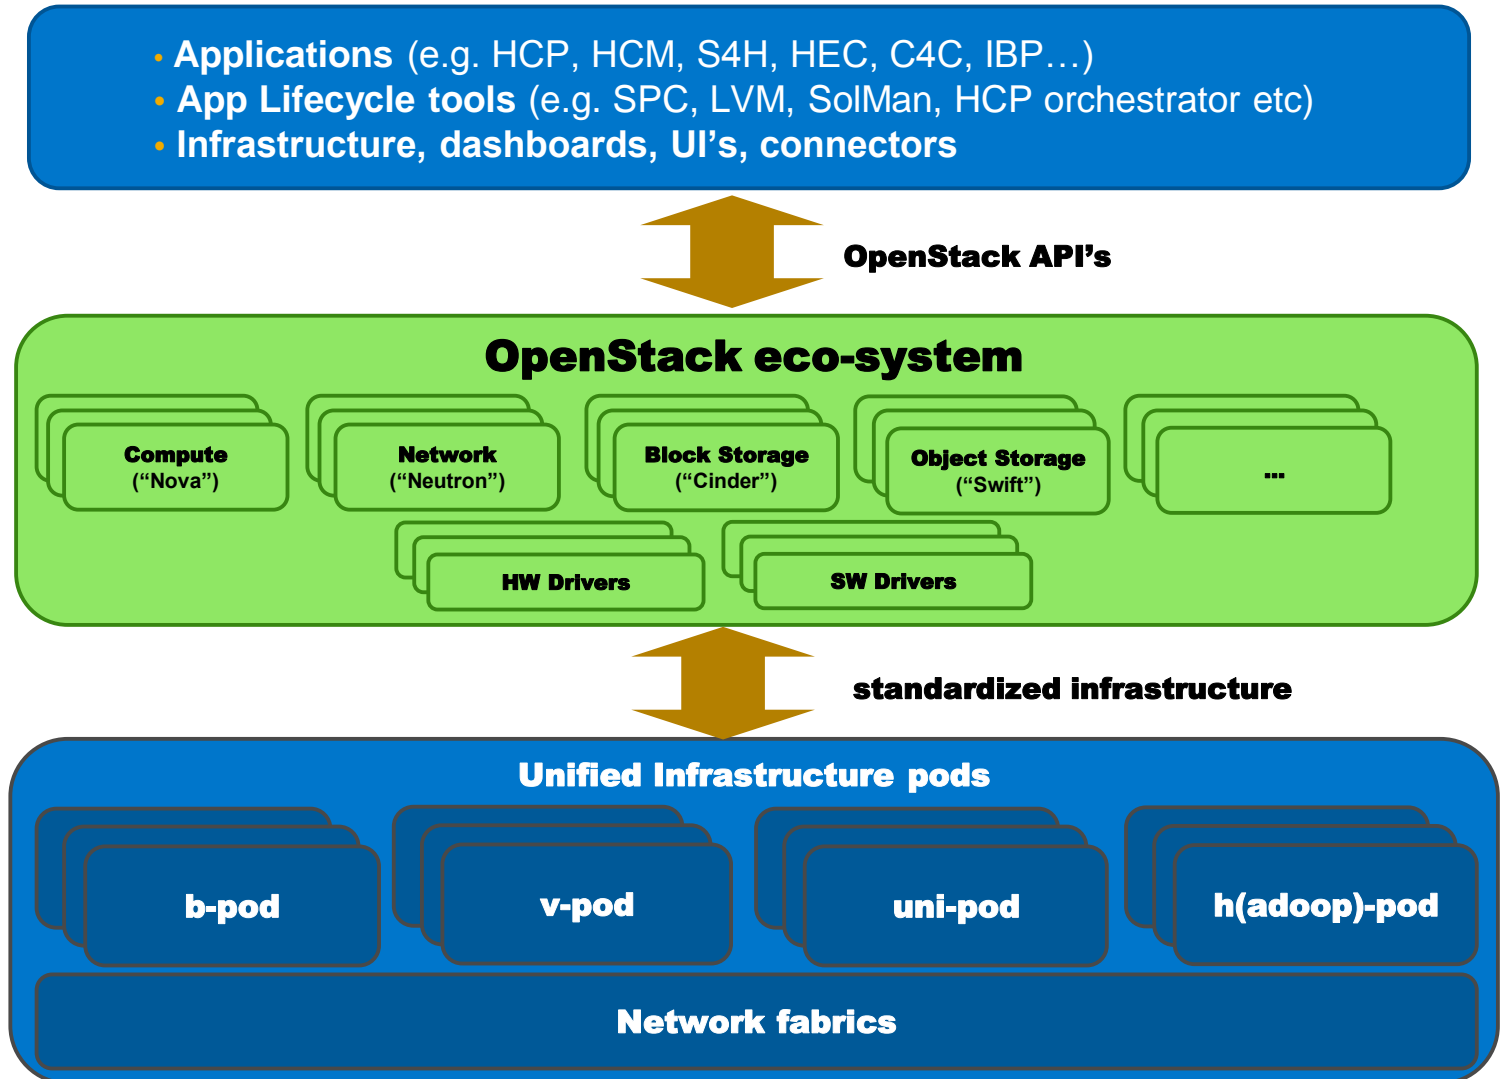 • Applications (e.g. HCP, HCM, S4H, HEC, C4C, IBP…)
• App Lifecycle tools (e.g. SPC, LVM, SolMan, HCP orchestrator etc)
• Infrastructure, dashboards, UI’s, connectors
OpenStack API’s
OpenStack eco-system
Compute
(“Nova”)
Network
(“Neutron”)
Block Storage
(“Cinder”)
Object Storage
(“Swift”)
...
HW Drivers
SW Drivers
standardized infrastructure
Unified Infrastructure pods
b-pod
v-pod
uni-pod
h(adoop)-pod
Network fabrics